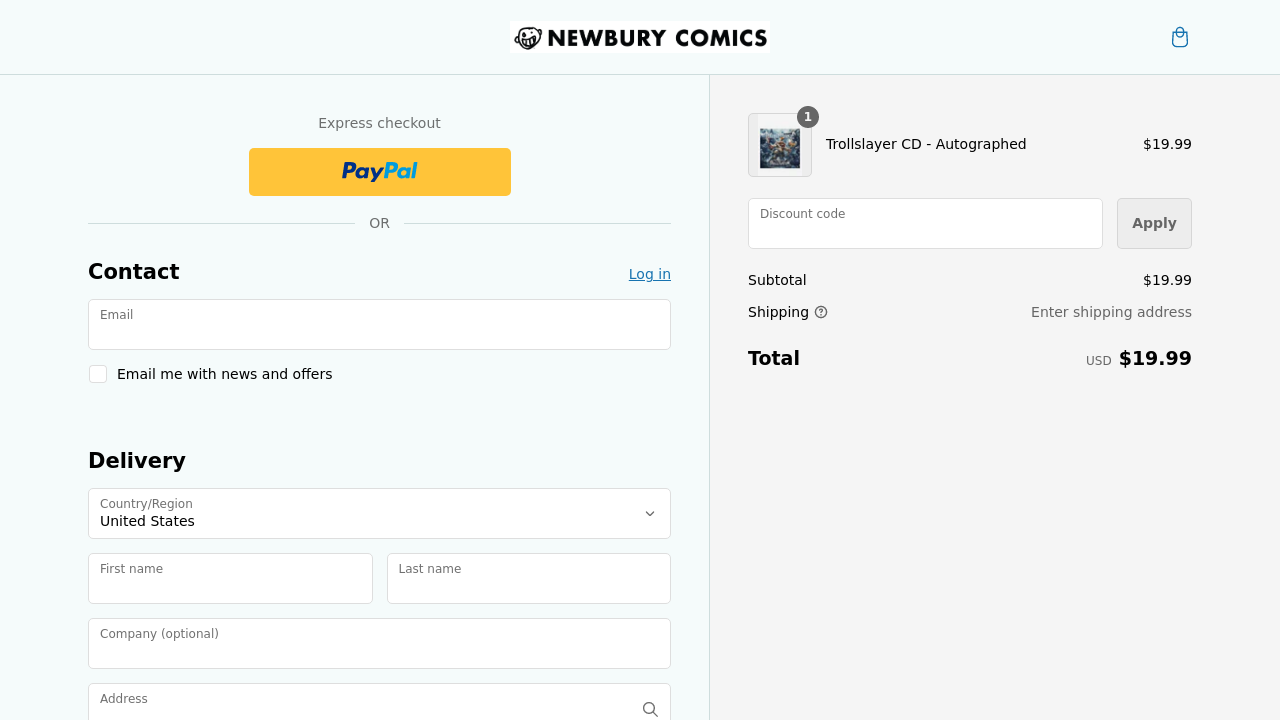 NEWBURY COMICS
Express checkout
PayPal
OR
Contact
Log in
Email
Email me with news and offers
Delivery
Country/Region
United States
First name
Last name
Company (optional)
Address
1
Trollslayer CD - Autographed
$19.99
Discount code
Apply
Subtotal
$19.99
Shipping
Enter shipping address
Total
USD $19.99